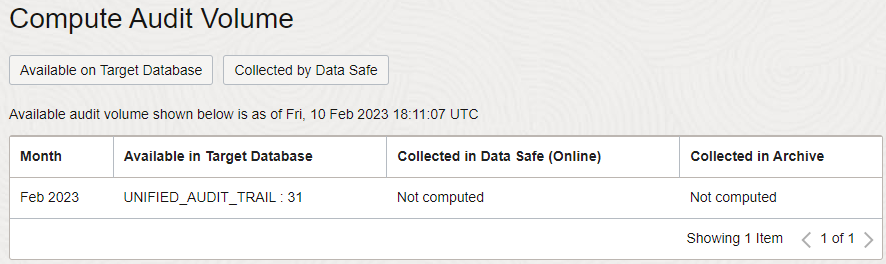 Compute Audit Volume
Available on Target Database Collected by Data Safe
Available audit volume shown below is as of Fri, 10 Feb 2023 18:11:07 UTC
Month Available in Target Database Collected in Data Safe (Online) Collected in Archive
Feb 2023 UNIFIED_AUDIT_TRAIL : 31 Not computed Not computed
Showing 1 Item 1 of 1